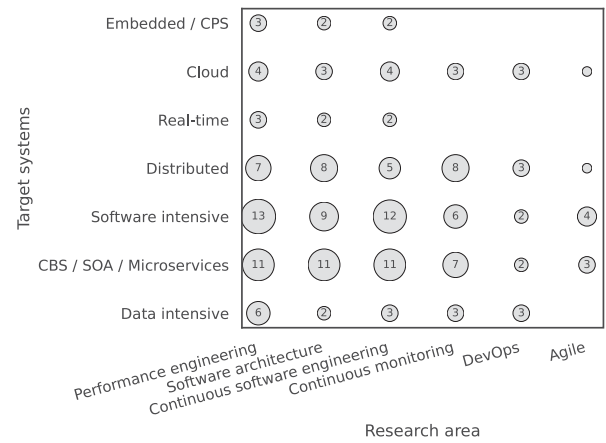 Target systems
Embedded / CPS 3 2 2
Cloud 4 3 4 3 3
Real-time 3 2 2
Distributed 7 8 5 8 3
Software intensive 13 9 12 6 2 4
CBS / SOA / Microservices 11 11 11 7 2 3
Data intensive 6 2 3 3 3
Performance engineering
Software architecture
Continuous software engineering
Continuous monitoring
DevOps
Agile
Research area